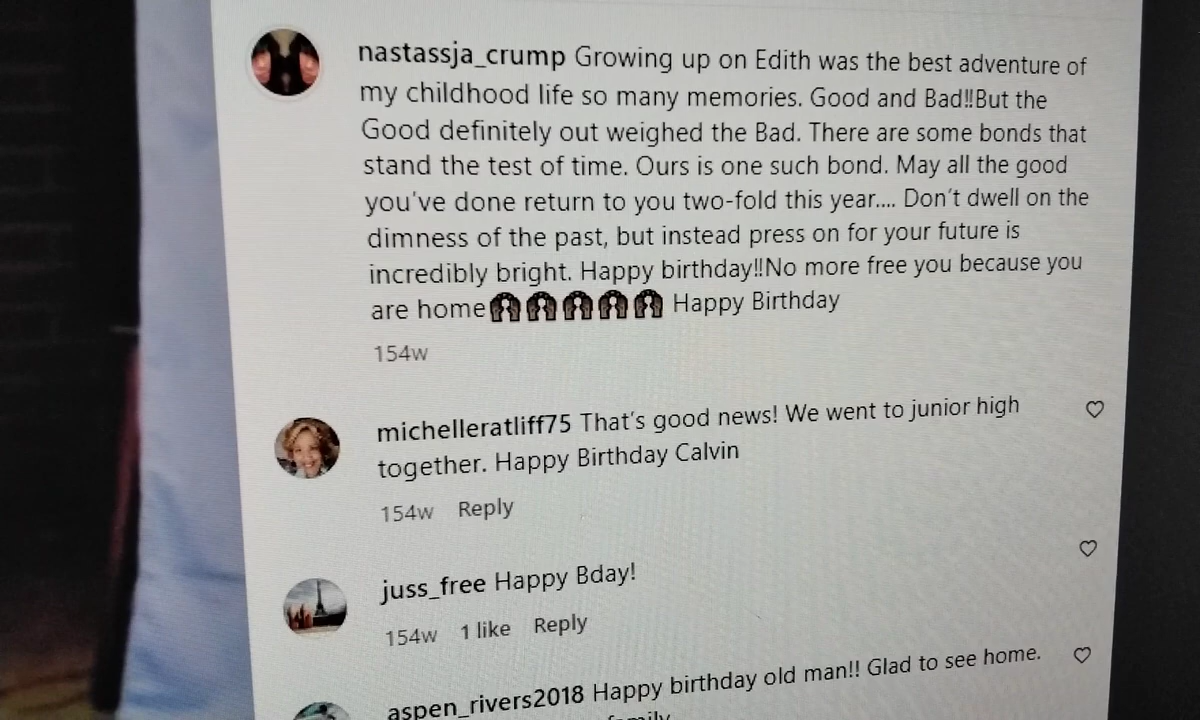 nastassja_crump Growing up on Edith was the best adventure of
my childhood life so many memories. Good and Bad!!But the
Good definitely out weighed the Bad. There are some bonds that
stand the test of time. Ours is one such bond. May all the good
you've done return to you two-fold this year.... Don't dwell on the
dimness of the past, but instead press on for your future is
incredibly bright. Happy birthday!!No more free you because you
are home Happy Birthday
154w
michelleratliff75 That's good news! We went to junior high
together. Happy Birthday Calvin
154w Reply
juss_free Happy Bday!
154w 1 like Reply
aspen_rivers2018 Happy birthday old man!! Glad to see home.
family